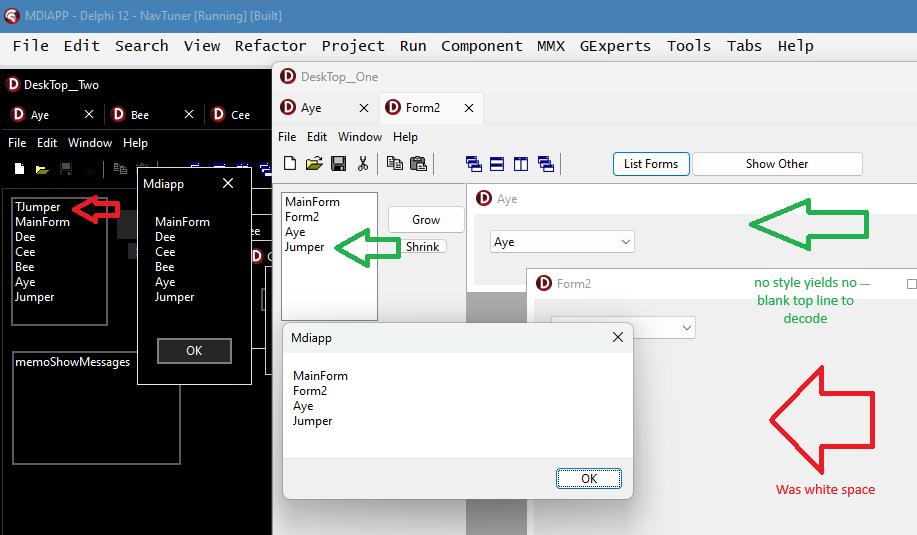 MDIAPP - Delphi 12 - NavTuner [Running] [Built]
File Edit Search View Refactor Project Run Component MMX GExperts Tools Tabs Help
DeskTop__Two
Aye Bee Cee
File Edit Window Help
TJumper
MainForm
Dee
Cee
Bee
Aye
Jumper
memoShowMessages
Mdiapp
MainForm
Dee
Cee
Bee
Aye
Jumper
OK
DeskTop__One
Aye Form2
File Edit Window Help
List Forms Show Other
MainForm
Form2
Aye
Jumper
Grow
Shrink
Aye
Aye
Form2
no style yields no
blank top line to
decode
Was white space
Mdiapp
MainForm
Form2
Aye
Jumper
OK